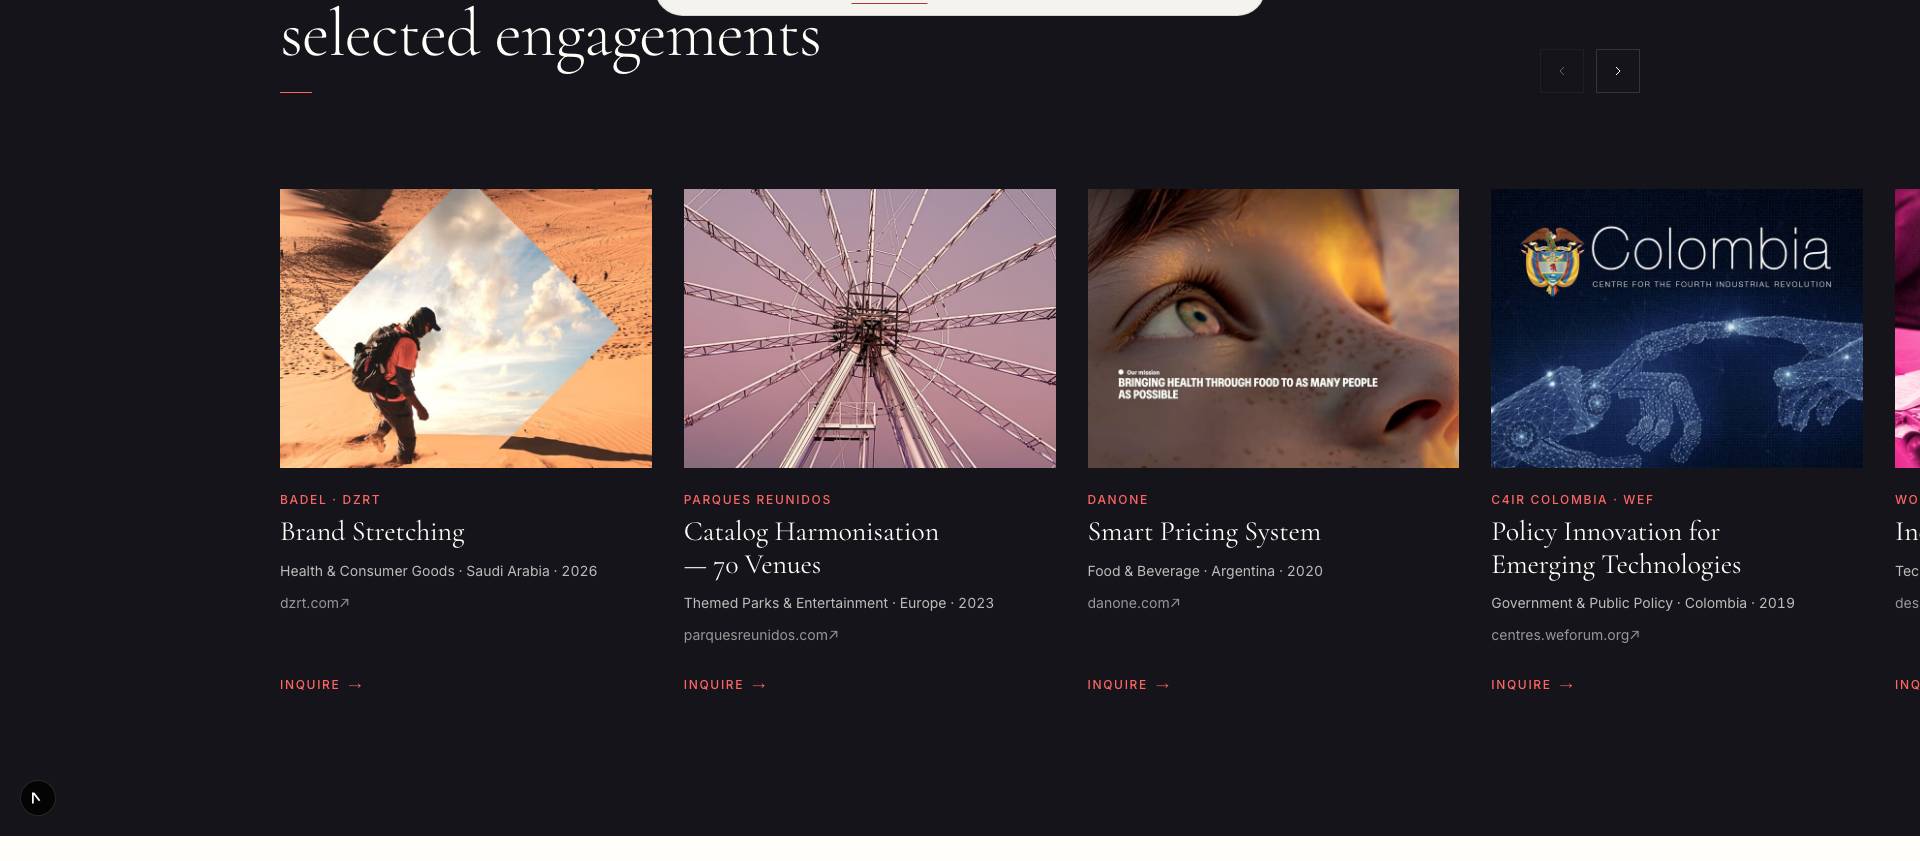 selected engagements
Colombia
CENTRE FOR THE FOURTH INDUSTRIAL REVOLUTION
Our mission
BRINGING HEALTH THROUGH FOOD TO AS MANY PEOPLE
AS POSSIBLE
BADEL · DZRT
Brand Stretching
Health & Consumer Goods · Saudi Arabia · 2026
dzrt.com↗
INQUIRE →
PARQUES REUNIDOS
Catalog Harmonisation
— 70 Venues
Themed Parks & Entertainment · Europe · 2023
parquesreunidos.com↗
INQUIRE →
DANONE
Smart Pricing System
Food & Beverage · Argentina · 2020
danone.com↗
INQUIRE →
C4IR COLOMBIA · WEF
Policy Innovation for
Emerging Technologies
Government & Public Policy · Colombia · 2019
centres.weforum.org↗
INQUIRE →